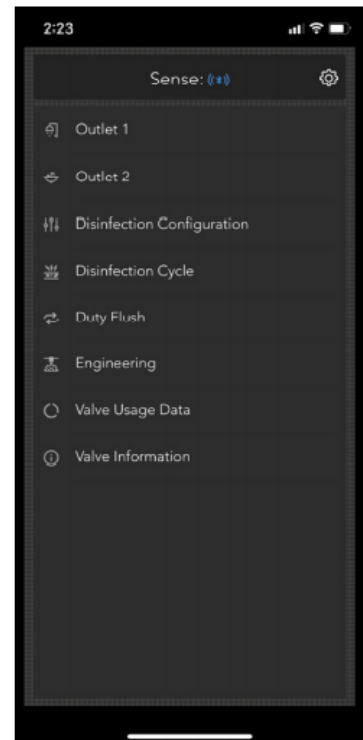 2:23
Sense:
Outlet 1
Outlet 2
Disinfection Configuration
Disinfection Cycle
Duty Flush
Engineering
Valve Usage Data
Valve Information